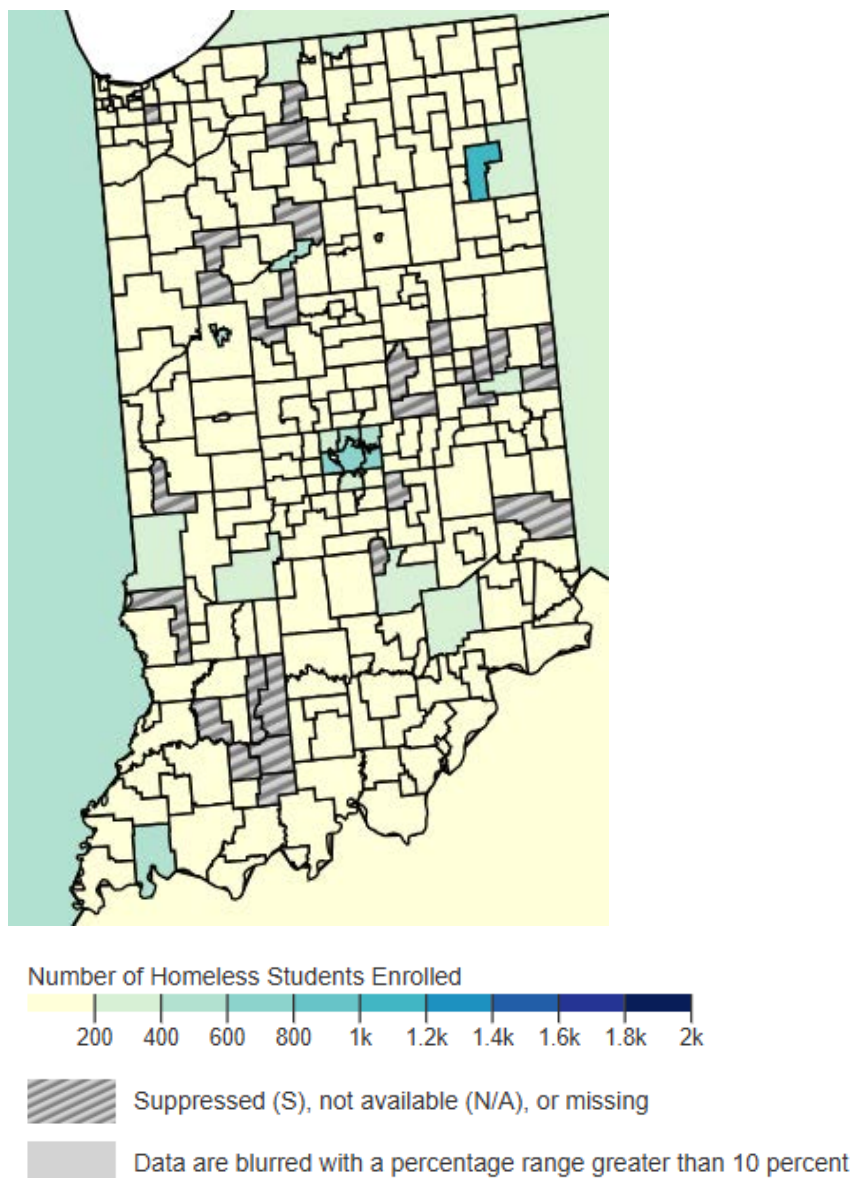 Number of Homeless Students Enrolled
200 400 600 800 1k 1.2k 1.4k 1.6k 1.8k 2k
Suppressed (S), not available (N/A), or missing
Data are blurred with a percentage range greater than 10 percent